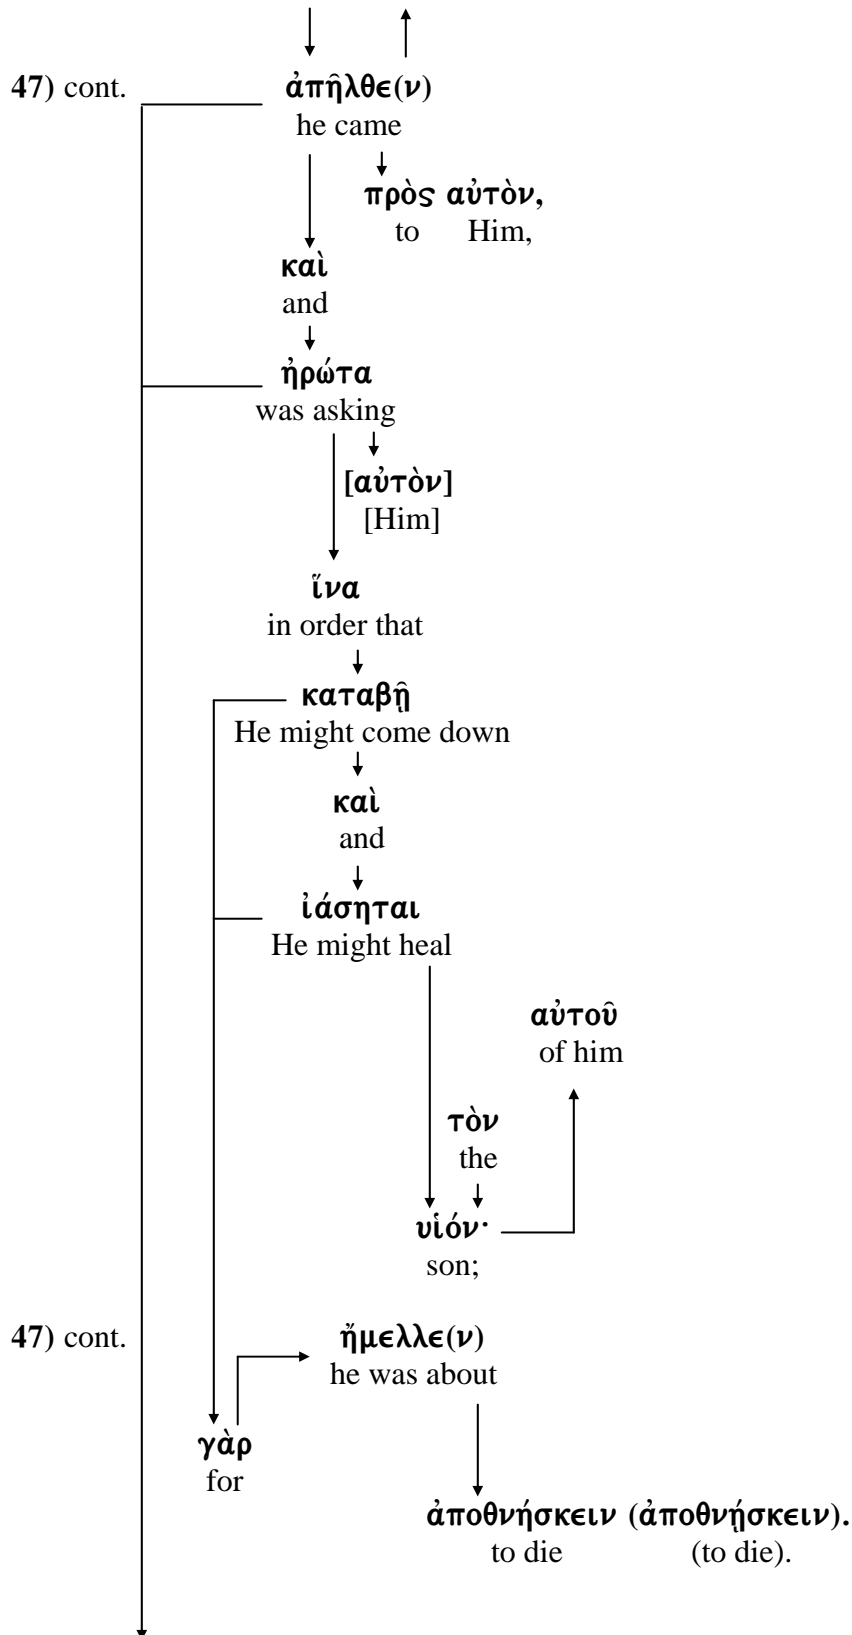 47) cont. ἀπῆλθε(ν)
he came
πρὸς αὐτὸν,
to Him,
καὶ
and
ἠρώτα
was asking
[αὐτὸν]
[Him]
ἵνα
in order that
καταβῇ
He might come down
καὶ
and
ἰάσηται
He might heal
αὐτοῦ
of him
τὸν
the
υἱόν·
son;
47) cont. ἤμελλε(ν)
he was about
γὰρ
for
ἀποθνήσκειν (ἀποθνῄσκειν).
to die (to die).